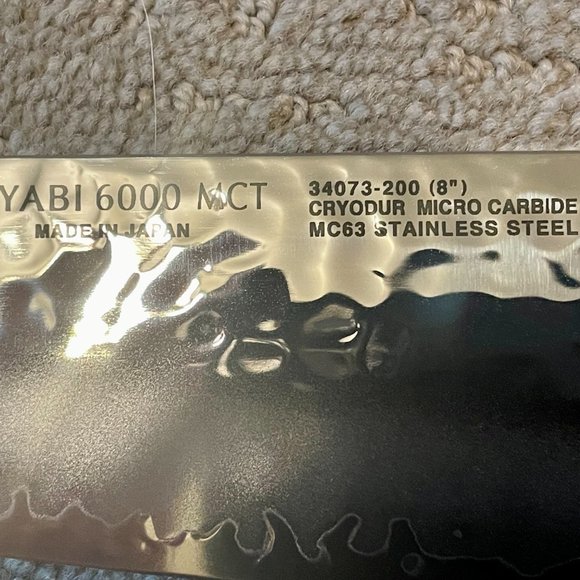 YABI 6000 MCT
MADE IN JAPAN
34073-200 (8")
CRYODUR MICRO CARBIDE
MC63 STAINLESS STEEL